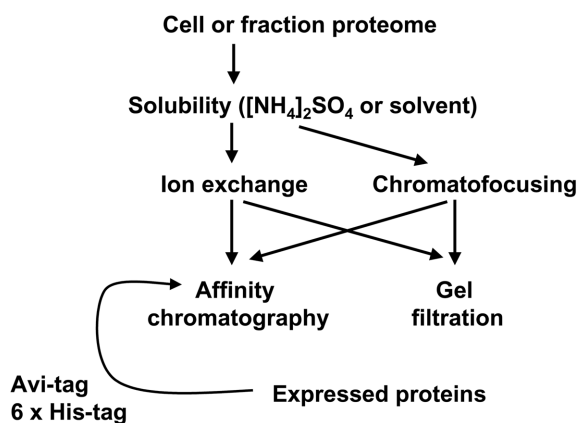 Cell or fraction proteome
Solubility ([NH₄]₂SO₄ or solvent)
Ion exchange
Chromatofocusing
Affinity
chromatography
Gel
filtration
Avi-tag
6 x His-tag
Expressed proteins